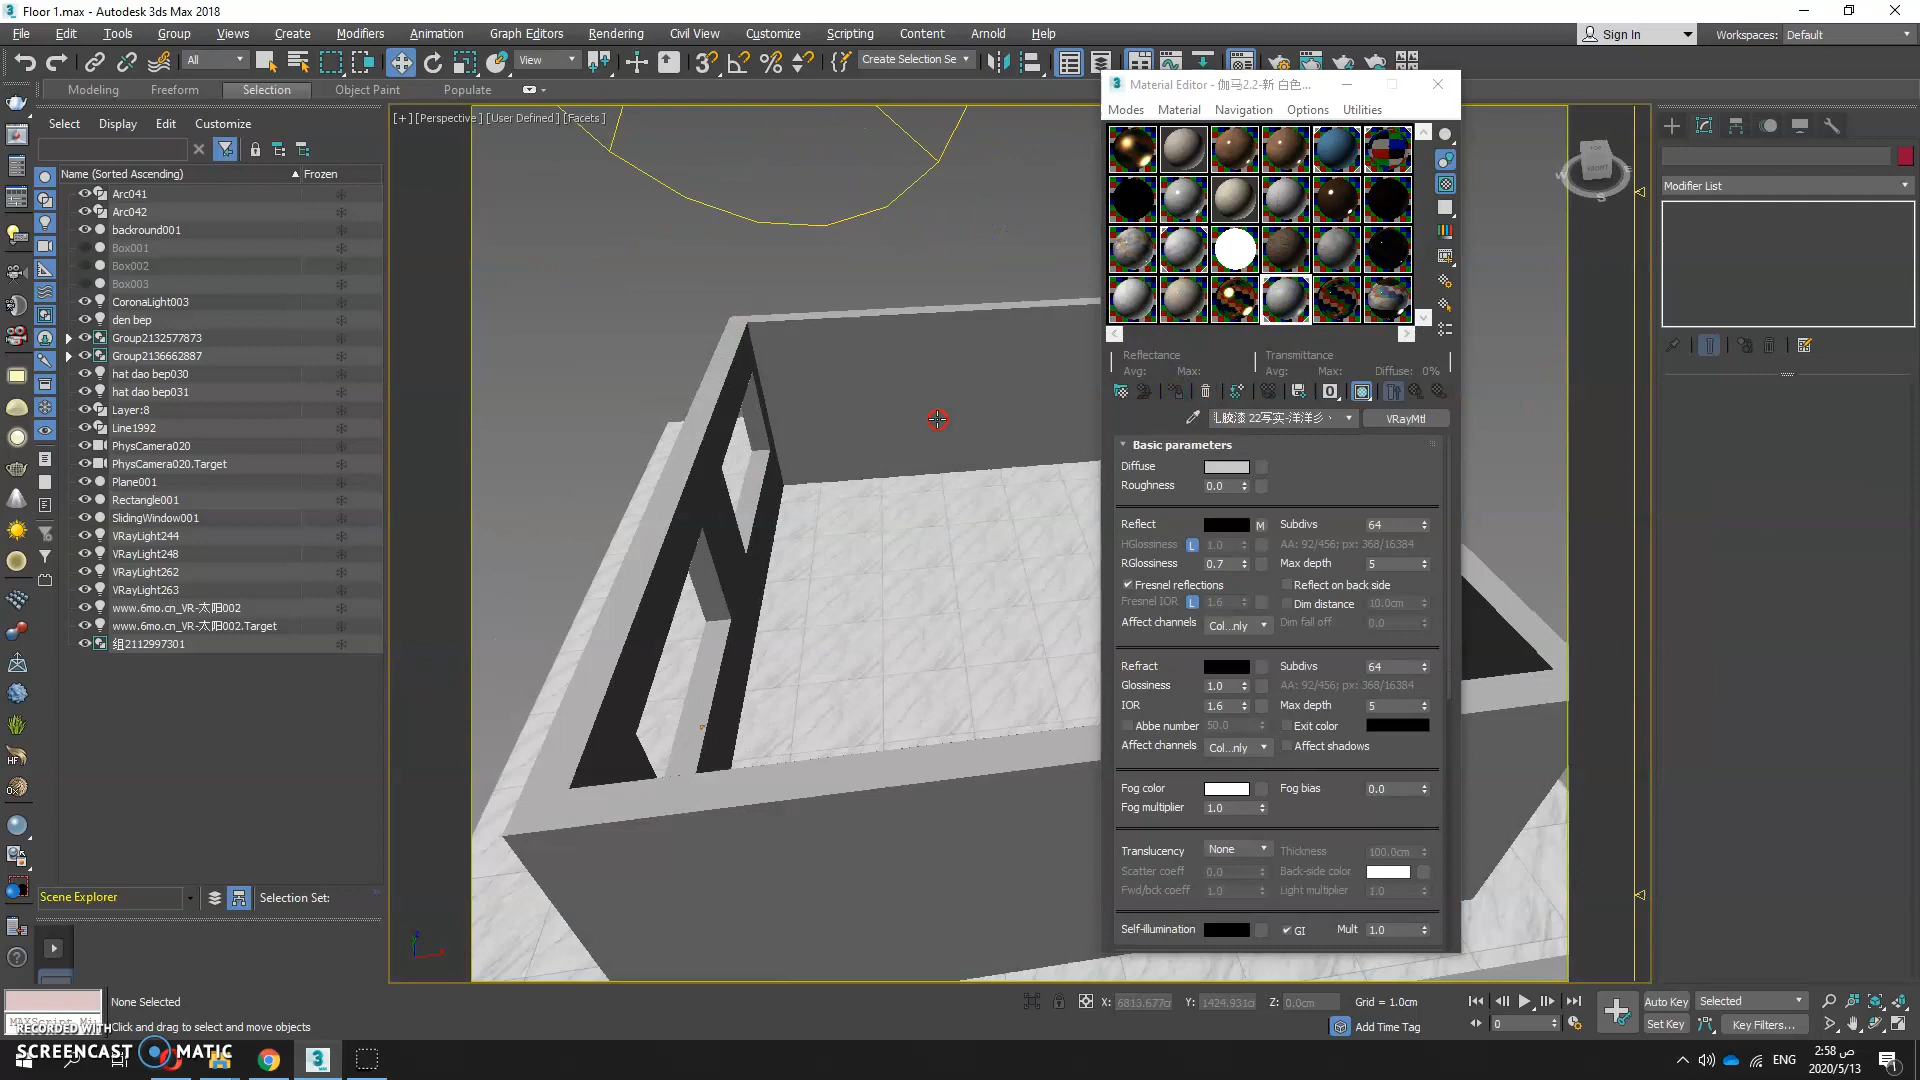 Floor 1.max - Autodesk 3ds Max 2018
File Edit Tools Group Views Create Modifiers Animation Graph Editors Rendering Civil View Customize Scripting Content Arnold Help
Sign In Workspaces: Default
All View Create Selection Se
Modeling Freeform Selection Object Paint Populate
Select Display Edit Customize
Name (Sorted Ascending) Frozen
Arc041
Arc042
backround001
Box001
Box002
Box003
CoronaLight003
den bep
Group2132577873
Group2136662887
hat dao bep030
hat dao bep031
Layer:8
Line1992
PhysCamera020
PhysCamera020.Target
Plane001
Rectangle001
SlidingWindow001
VRayLight244
VRayLight248
VRayLight262
VRayLight263
www.6mo.cn_VR-太阳002
www.6mo.cn_VR-太阳002.Target
组2112997301
Scene Explorer Selection Set:
[+] [Perspective ] [User Defined ] [Facets ]
Material Editor - 伽马2.2-新 白色...
Modes Material Navigation Options Utilities
Reflectance Transmittance
Avg: Max: Avg: Max: Diffuse: 0%
胶漆 22写实-洋洋 VRayMtl
Basic parameters
Diffuse
Roughness 0.0
Reflect M Subdivs 64
HGlossiness L 1.0 AA: 92/456; px: 368/16384
RGlossiness 0.7 Max depth 5
Fresnel reflections Reflect on back side
Fresnel IOR L 1.6 Dim distance 10.0cm
Affect channels Col...nly Dim fall off 0.0
Refract Subdivs 64
Glossiness 1.0 AA: 92/456; px: 368/16384
IOR 1.6 Max depth 5
Abbe number 50.0 Exit color
Affect channels Col...nly Affect shadows
Fog color Fog bias 0.0
Fog multiplier 1.0
Translucency None Thickness 100.0cm
Scatter coeff 0.0 Back-side color
Fwd/bck coeff 1.0 Light multiplier 1.0
Self-illumination GI Mult 1.0
Modifier List
TOP
FRONT
W
S
None Selected
Click and drag to select and move objects
X: 6813.677c Y: 1424.931c Z: 0.0cm Grid = 1.0cm
Add Time Tag
0
Auto Key Selected
Set Key Key Filters...
RECORDED WITH
SCREENCAST MATIC
ENG
2:58 ص
2020/5/13
1